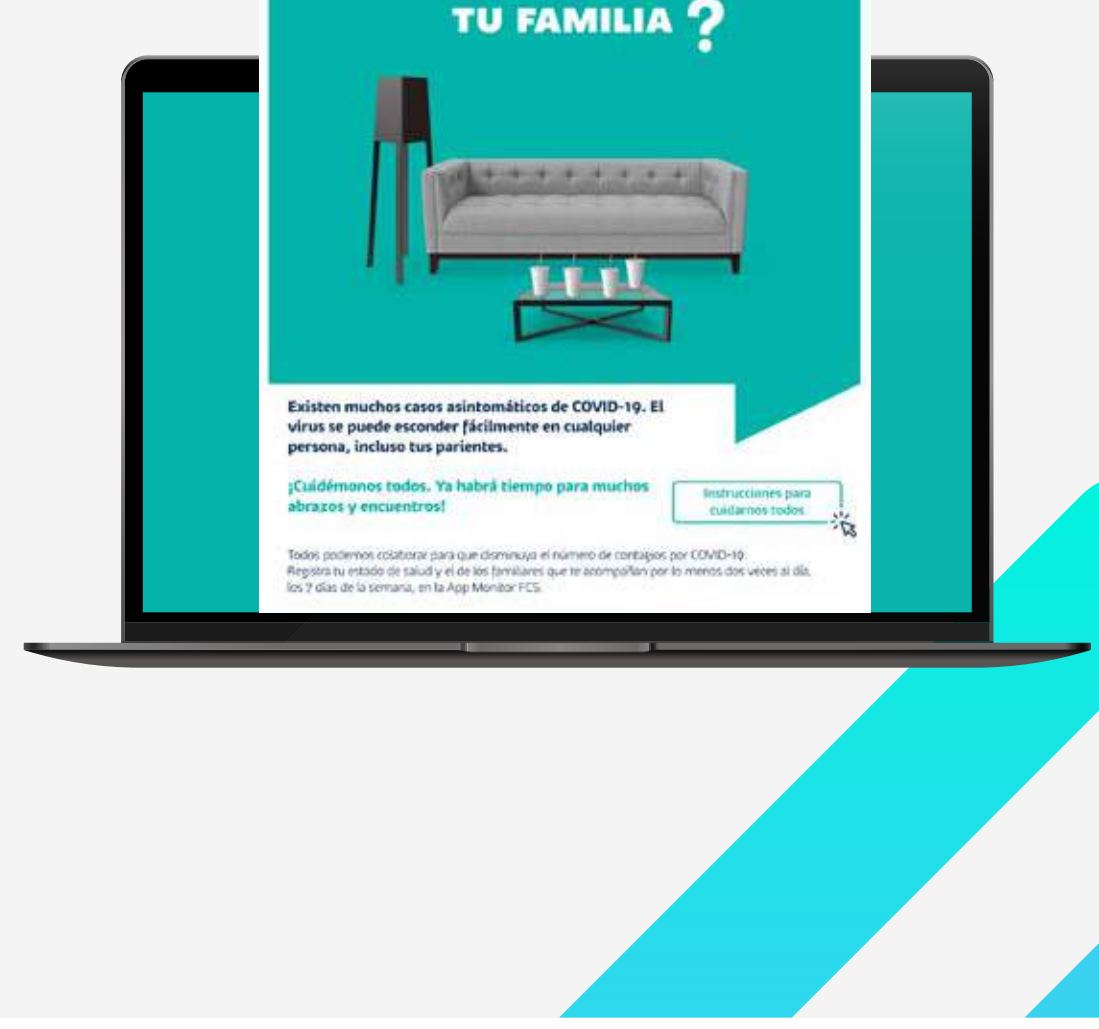 TU FAMILIA ?
Existen muchos casos asintomáticos de COVID-19. El
virus se puede esconder fácilmente en cualquier
persona, incluso tus parientes.
¡Cuidémonos todos. Ya habrá tiempo para muchos
abrazos y encuentros!
Instrucciones para
cuidarnos todos
Todos podemos colaborar para que disminuya el número de contagios por COVID-19.
Registra tu estado de salud y el de los familiares que te acompañan por lo menos dos veces al día,
los 7 días de la semana, en la App Monitor FCS.